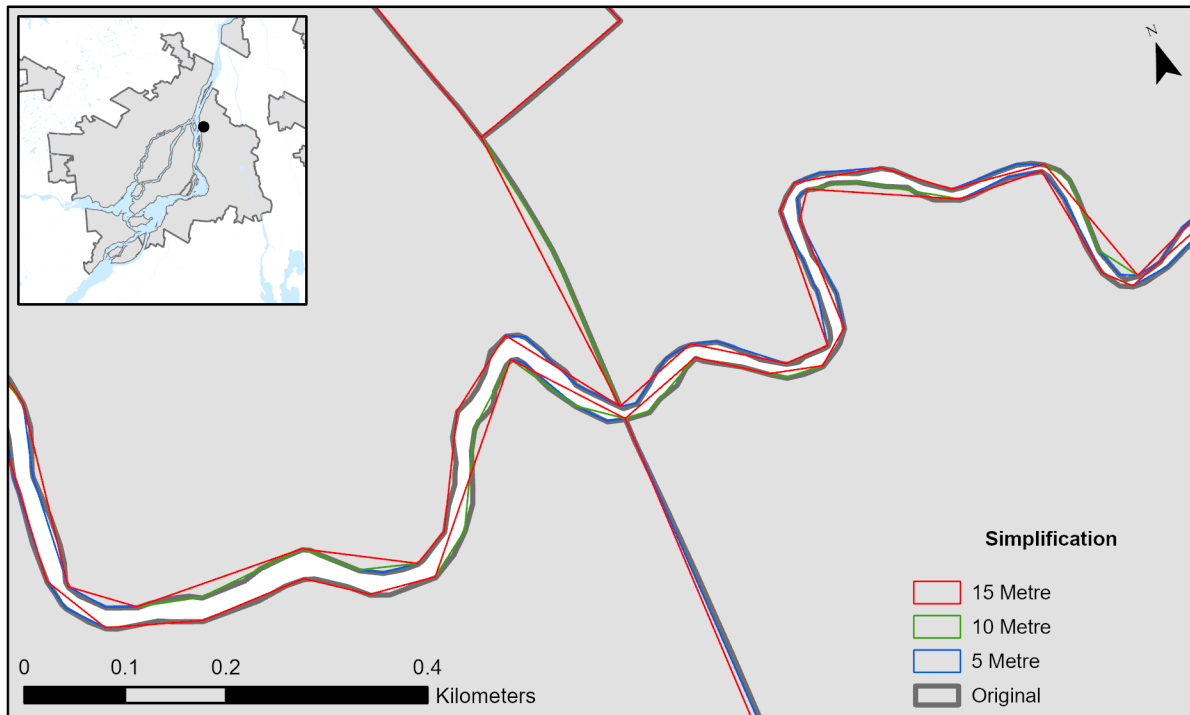 N
Simplification
15 Metre
10 Metre
5 Metre
Original
0 0.1 0.2 0.4
Kilometers